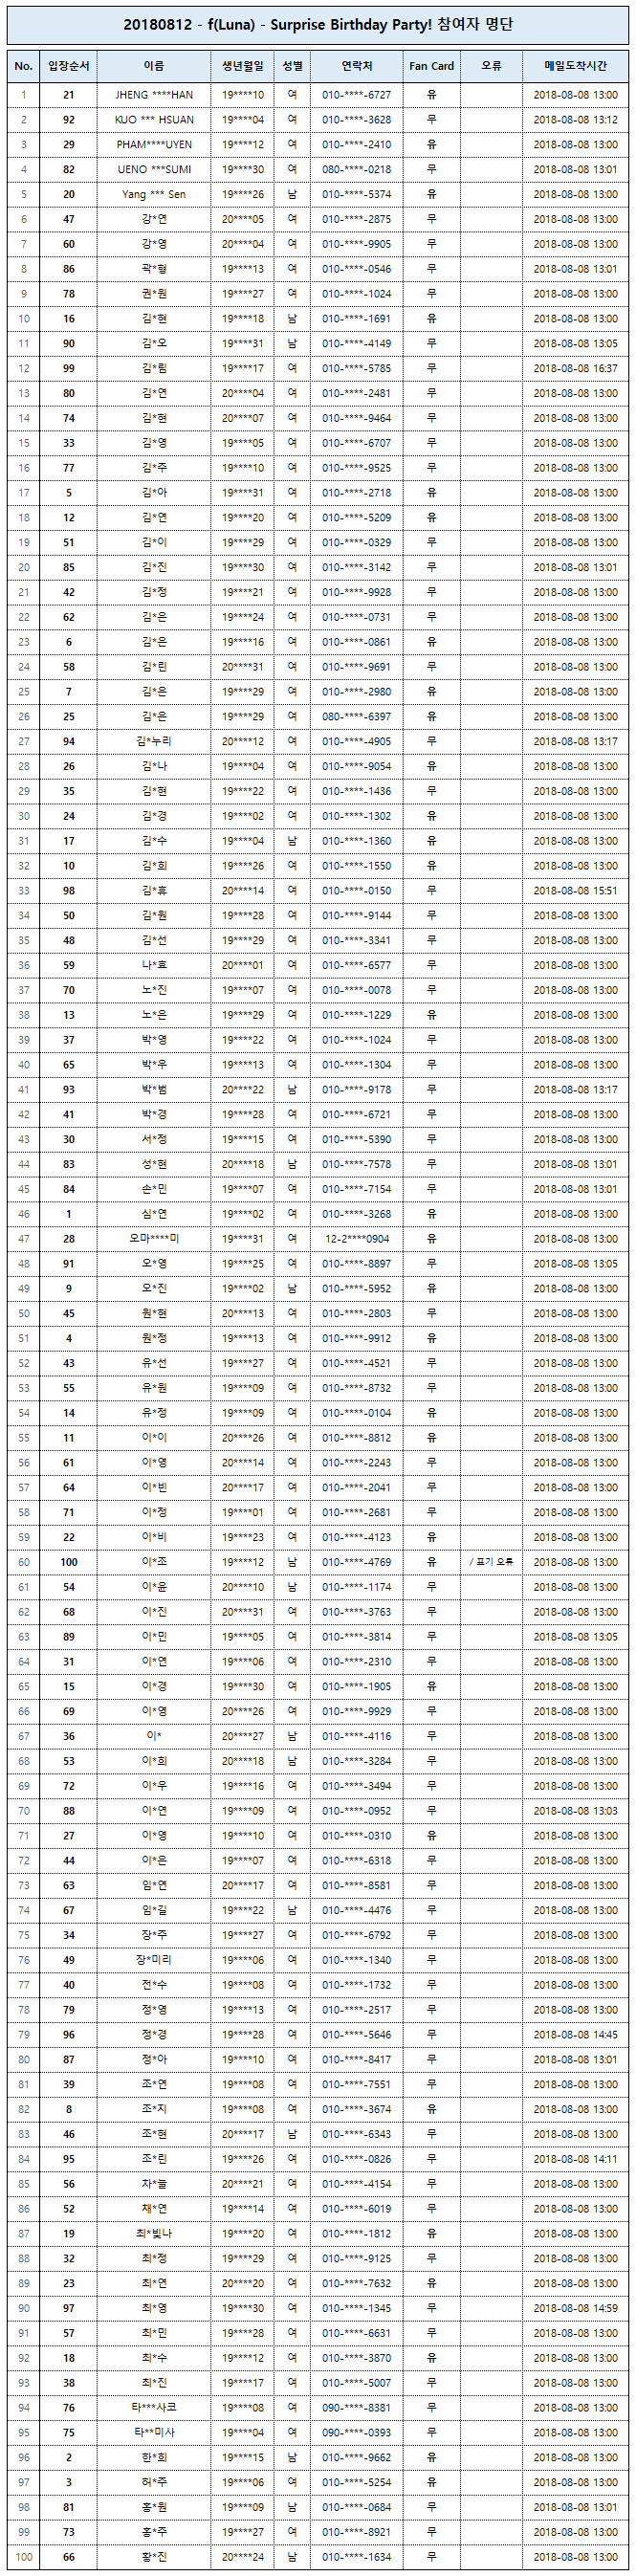 20180812 - f(Luna) - Surprise Birthday Party! 참여자 명단
No. 입장순서 이름 생년월일 성별 연락처 Fan Card 오류 메일도착시간
1 21 JHENG ****HAN 19****10 여 010-****-6727 유 2018-08-08 13:00
2 92 KUO *** HSUAN 19****04 여 010-****-3628 무 2018-08-08 13:12
3 29 PHAM****UYEN 19****12 여 010-****-2410 유 2018-08-08 13:00
4 82 UENO ***SUMI 19****30 여 080-****-0218 무 2018-08-08 13:01
5 20 Yang *** Sen 19****26 남 010-****-5374 유 2018-08-08 13:00
6 47 강*연 20****05 여 010-****-2875 무 2018-08-08 13:00
7 60 강*영 20****04 여 010-****-9905 무 2018-08-08 13:00
8 86 곽*형 19****13 여 010-****-0546 무 2018-08-08 13:01
9 78 권*원 19****27 여 010-****-1024 무 2018-08-08 13:00
10 16 김*현 19****18 남 010-****-1691 유 2018-08-08 13:00
11 90 김*오 19****31 남 010-****-4149 무 2018-08-08 13:05
12 99 김*림 19****17 여 010-****-5785 무 2018-08-08 16:37
13 80 김*연 20****04 여 010-****-2481 무 2018-08-08 13:00
14 74 김*현 20****07 여 010-****-9464 무 2018-08-08 13:00
15 33 김*영 19****05 여 010-****-6707 무 2018-08-08 13:00
16 77 김*주 19****10 여 010-****-9525 무 2018-08-08 13:00
17 5 김*아 19****31 여 010-****-2718 유 2018-08-08 13:00
18 12 김*연 19****20 여 010-****-5209 유 2018-08-08 13:00
19 51 김*이 19****29 여 010-****-0329 무 2018-08-08 13:00
20 85 김*진 19****30 여 010-****-3142 무 2018-08-08 13:01
21 42 김*정 19****21 여 010-****-9928 무 2018-08-08 13:00
22 62 김*은 19****24 여 010-****-0731 무 2018-08-08 13:00
23 6 김*은 19****16 여 010-****-0861 유 2018-08-08 13:00
24 58 김*린 20****31 여 010-****-9691 무 2018-08-08 13:00
25 7 김*은 19****29 여 010-****-2980 유 2018-08-08 13:00
26 25 김*은 19****29 여 080-****-6397 유 2018-08-08 13:00
27 94 김*누리 20****12 여 010-****-4905 무 2018-08-08 13:17
28 26 김*나 19****04 여 010-****-9054 유 2018-08-08 13:00
29 35 김*현 19****22 여 010-****-1436 무 2018-08-08 13:00
30 24 김*경 19****02 여 010-****-1302 유 2018-08-08 13:00
31 17 김*수 19****04 남 010-****-1360 유 2018-08-08 13:00
32 10 김*희 19****26 여 010-****-1550 유 2018-08-08 13:00
33 98 김*휴 20****14 여 010-****-0150 무 2018-08-08 15:51
34 50 김*원 19****28 여 010-****-9144 무 2018-08-08 13:00
35 48 김*선 19****29 여 010-****-3341 무 2018-08-08 13:00
36 59 나*효 20****01 여 010-****-6577 무 2018-08-08 13:00
37 70 노*진 19****07 여 010-****-0078 무 2018-08-08 13:00
38 13 노*은 19****29 여 010-****-1229 유 2018-08-08 13:00
39 37 박*영 19****22 여 010-****-1024 무 2018-08-08 13:00
40 65 박*우 19****13 여 010-****-1304 무 2018-08-08 13:00
41 93 박*범 20****22 남 010-****-9178 무 2018-08-08 13:17
42 41 박*경 19****28 여 010-****-6721 무 2018-08-08 13:00
43 30 서*정 19****15 여 010-****-5390 무 2018-08-08 13:00
44 83 성*현 20****18 남 010-****-7578 무 2018-08-08 13:01
45 84 손*민 19****07 여 010-****-7154 무 2018-08-08 13:01
46 1 심*연 19****02 여 010-****-3268 유 2018-08-08 13:00
47 28 오마****미 19****31 여 12-2****0904 유 2018-08-08 13:00
48 91 오*영 19****25 여 010-****-8897 무 2018-08-08 13:05
49 9 오*진 19****02 남 010-****-5952 유 2018-08-08 13:00
50 45 원*현 20****13 여 010-****-2803 무 2018-08-08 13:00
51 4 원*정 19****13 여 010-****-9912 유 2018-08-08 13:00
52 43 유*선 19****27 여 010-****-4521 무 2018-08-08 13:00
53 55 유*원 19****09 여 010-****-8732 무 2018-08-08 13:00
54 14 유*정 19****09 여 010-****-0104 유 2018-08-08 13:00
55 11 이*이 20****26 여 010-****-8812 유 2018-08-08 13:00
56 61 이*영 20****14 여 010-****-2243 무 2018-08-08 13:00
57 64 이*빈 20****17 여 010-****-2041 무 2018-08-08 13:00
58 71 이*정 19****01 여 010-****-2681 무 2018-08-08 13:00
59 22 이*비 19****23 여 010-****-4123 유 2018-08-08 13:00
60 100 이*조 19****12 남 010-****-4769 유 / 표기 오류 2018-08-08 13:00
61 54 이*윤 20****10 남 010-****-1174 무 2018-08-08 13:00
62 68 이*진 20****31 여 010-****-3763 무 2018-08-08 13:00
63 89 이*민 19****05 여 010-****-3814 무 2018-08-08 13:05
64 31 이*연 19****06 여 010-****-2310 무 2018-08-08 13:00
65 15 이*경 19****30 여 010-****-1905 유 2018-08-08 13:00
66 69 이*영 20****26 여 010-****-9929 무 2018-08-08 13:00
67 36 이* 20****27 남 010-****-4116 무 2018-08-08 13:00
68 53 이*희 20****18 남 010-****-3284 무 2018-08-08 13:00
69 72 이*우 19****16 여 010-****-3494 무 2018-08-08 13:00
70 88 이*연 19****09 여 010-****-0952 무 2018-08-08 13:03
71 27 이*영 19****10 여 010-****-0310 유 2018-08-08 13:00
72 44 이*은 19****07 여 010-****-6318 무 2018-08-08 13:00
73 63 임*연 20****17 여 010-****-8581 무 2018-08-08 13:00
74 67 임*길 19****22 남 010-****-4476 무 2018-08-08 13:00
75 34 장*주 19****27 여 010-****-6792 무 2018-08-08 13:00
76 49 장*미리 19****06 여 010-****-1340 무 2018-08-08 13:00
77 40 전*수 19****08 여 010-****-1732 무 2018-08-08 13:00
78 79 정*영 19****13 여 010-****-2517 무 2018-08-08 13:00
79 96 정*경 19****28 여 010-****-5646 무 2018-08-08 14:45
80 87 정*아 19****10 여 010-****-8417 무 2018-08-08 13:01
81 39 조*연 19****08 여 010-****-7551 무 2018-08-08 13:00
82 8 조*지 19****08 여 010-****-3674 유 2018-08-08 13:00
83 46 조*현 20****17 남 010-****-6343 무 2018-08-08 13:00
84 95 조*린 19****26 여 010-****-0826 무 2018-08-08 14:11
85 56 차*늘 20****21 여 010-****-4154 무 2018-08-08 13:00
86 52 채*연 19****14 여 010-****-6019 무 2018-08-08 13:00
87 19 최*빛나 19****20 여 010-****-1812 유 2018-08-08 13:00
88 32 최*정 19****29 여 010-****-9125 무 2018-08-08 13:00
89 23 최*연 20****20 여 010-****-7632 유 2018-08-08 13:00
90 97 최*영 19****30 여 010-****-1345 무 2018-08-08 14:59
91 57 최*민 19****28 여 010-****-6631 무 2018-08-08 13:00
92 18 최*수 19****12 여 010-****-3870 유 2018-08-08 13:00
93 38 최*진 19****17 여 010-****-5007 무 2018-08-08 13:00
94 76 타***사코 19****08 여 090-****-8381 무 2018-08-08 13:00
95 75 타**미사 19****04 여 090-****-0393 무 2018-08-08 13:00
96 2 한*희 19****15 남 010-****-9662 유 2018-08-08 13:00
97 3 허*주 19****06 여 010-****-5254 유 2018-08-08 13:00
98 81 홍*원 19****09 남 010-****-0684 무 2018-08-08 13:01
99 73 홍*주 19****27 여 010-****-8921 무 2018-08-08 13:00
100 66 황*진 20****24 남 010-****-1634 무 2018-08-08 13:00